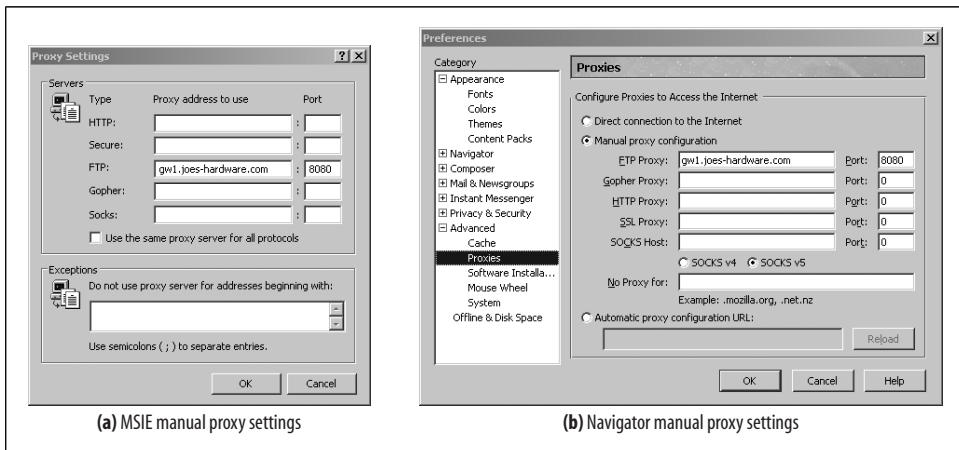 Proxy Settings
Servers
Type Proxy address to use Port
HTTP: :
Secure: :
FTP: gw1.joes-hardware.com : 8080
Gopher: :
Socks: :
Use the same proxy server for all protocols
Exceptions
Do not use proxy server for addresses beginning with:
Use semicolons ( ; ) to separate entries.
OK Cancel
(a) MSIE manual proxy settings
Preferences
Category
Appearance
Fonts
Colors
Themes
Content Packs
Navigator
Composer
Mail & Newsgroups
Instant Messenger
Privacy & Security
Advanced
Cache
Proxies
Software Installa...
Mouse Wheel
System
Offline & Disk Space
Proxies
Configure Proxies to Access the Internet
Direct connection to the Internet
Manual proxy configuration
FTP Proxy: gw1.joes-hardware.com Port: 8080
Gopher Proxy: Port: 0
HTTP Proxy: Port: 0
SSL Proxy: Port: 0
SOCKS Host: Port: 0
SOCKS v4 SOCKS v5
No Proxy for:
Example: .mozilla.org, .net.nz
Automatic proxy configuration URL:
Reload
OK Cancel Help
(b) Navigator manual proxy settings